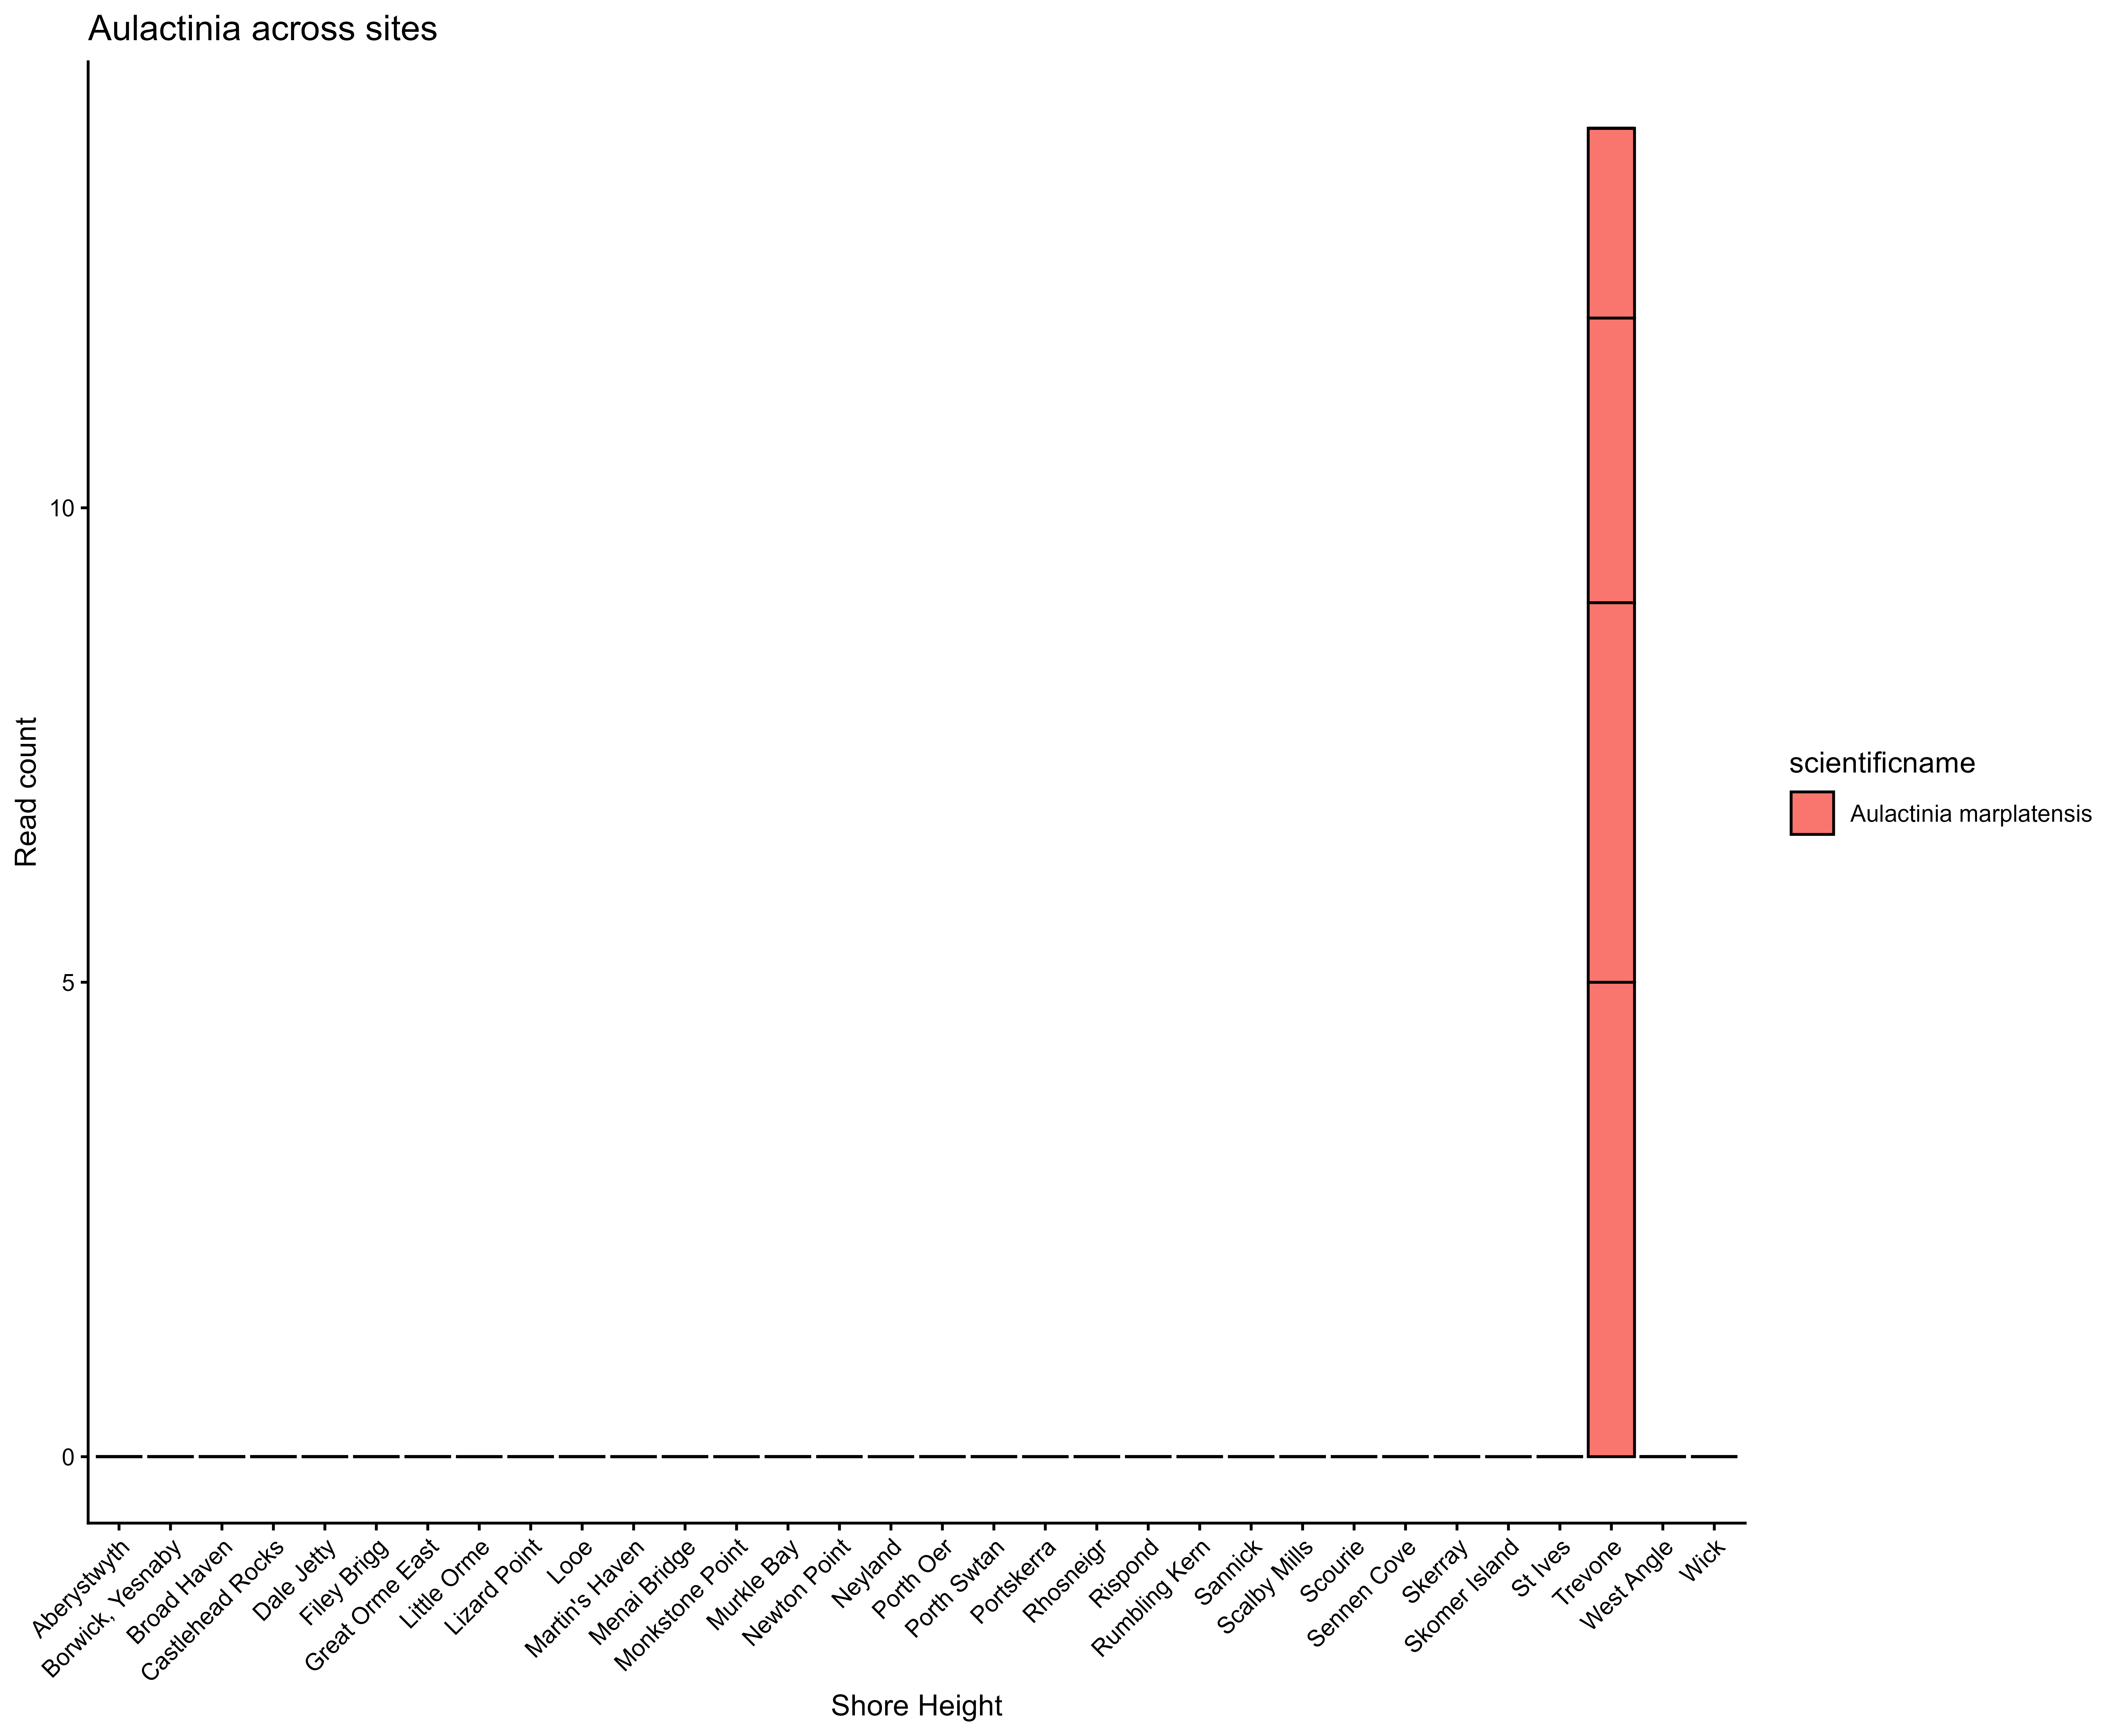 Aulactinia across sites
Read count
10
5
0
Aberystwyth
Borwick, Yesnaby
Broad Haven
Castlehead Rocks
Dale Jetty
Filey Brigg
Great Orme East
Little Orme
Lizard Point
Looe
Martin's Haven
Menai Bridge
Monkstone Point
Murkle Bay
Newton Point
Neyland
Porth Oer
Porth Swtan
Portskerra
Rhosneigr
Rispond
Rumbling Kern
Sannick
Scalby Mills
Scourie
Sennen Cove
Skerray
Skomer Island
St Ives
Trevone
West Angle
Wick
Shore Height
scientificname
Aulactinia marplatensis